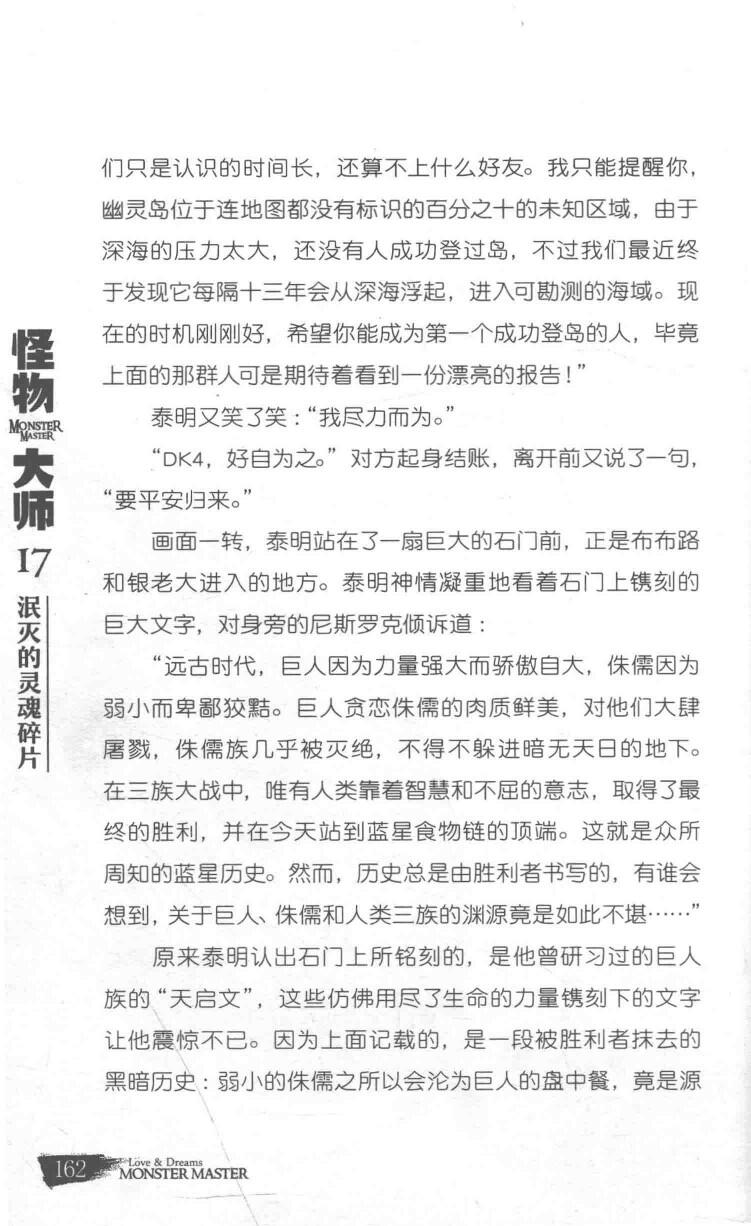 们只是认识的时间长，还算不上什么好友。我只能提醒你，
幽灵岛位于连地图都没有标识的百分之十的未知区域，由于
深海的压力太大，还没有人成功登过岛，不过我们最近终
于发现它每隔十三年会从深海浮起，进入可勘测的海域。现
在的时机刚刚好，希望你能成为第一个成功登岛的人，毕竟
上面的那群人可是期待着看到一份漂亮的报告！”
泰明又笑了笑：“我尽力而为。”
“DK4，好自为之。” 对方起身结账，离开前又说了一句，
“要平安归来。”
画面一转，泰明站在了一扇巨大的石门前，正是布布路
和银老大进入的地方。泰明神情凝重地看着石门上镌刻的
巨大文字，对身旁的尼斯罗克倾诉道：
“远古时代，巨人因为力量强大而骄傲自大，侏儒因为
弱小而卑鄙狡黠。巨人贪恋侏儒的肉质鲜美，对他们大肆
屠戮，侏儒族几乎被灭绝，不得不躲进暗无天日的地下。
在三族大战中，唯有人类靠着智慧和不屈的意志，取得了最
终的胜利，并在今天站到蓝星食物链的顶端。这就是众所
周知的蓝星历史。然而，历史总是由胜利者书写的，有谁会
想到，关于巨人、侏儒和人类三族的渊源竟是如此不堪……”
原来泰明认出石门上所铭刻的，是他曾研习过的巨人
族的“天启文”，这些仿佛用尽了生命的力量镌刻下的文字
让他震惊不已。因为上面记载的，是一段被胜利者抹去的
黑暗历史：弱小的侏儒之所以会沦为巨人的盘中餐，竟是源
怪物
MONSTER
MASTER
大师
17
泯灭的灵魂碎片
162
Love & Dreams
MONSTER MASTER